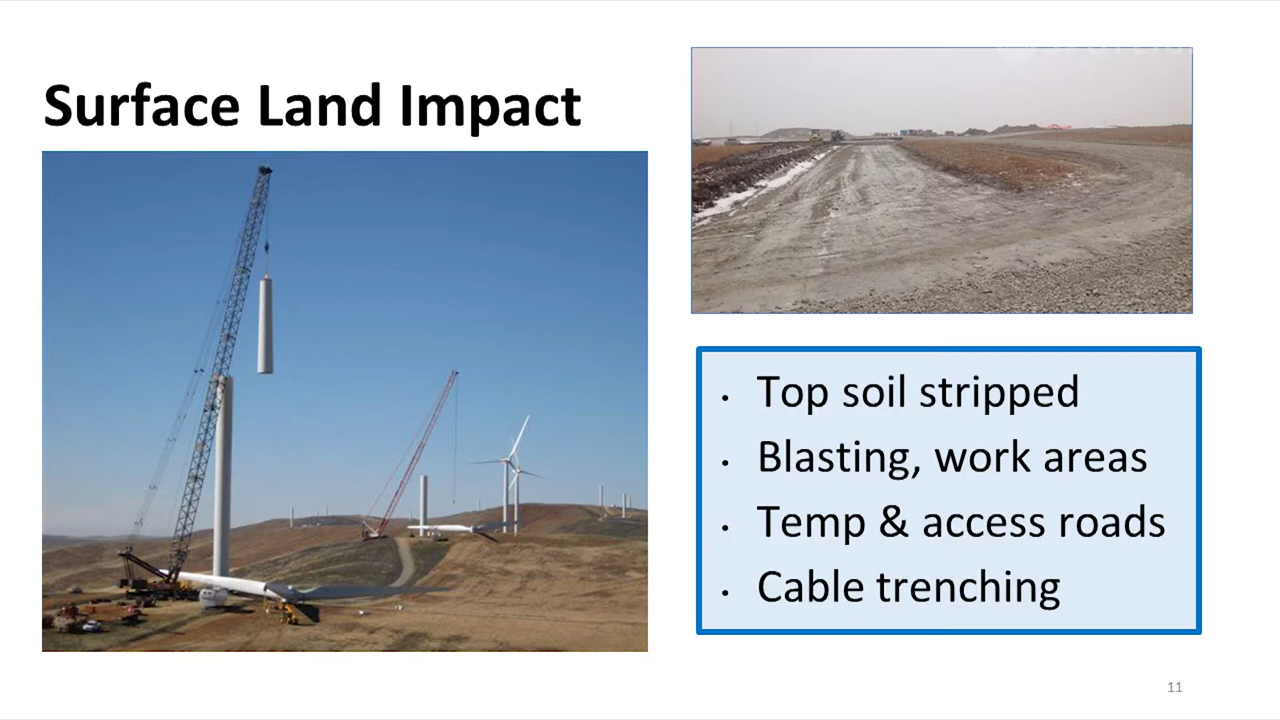 Surface Land Impact
• Top soil stripped
• Blasting, work areas
• Temp & access roads
• Cable trenching
11